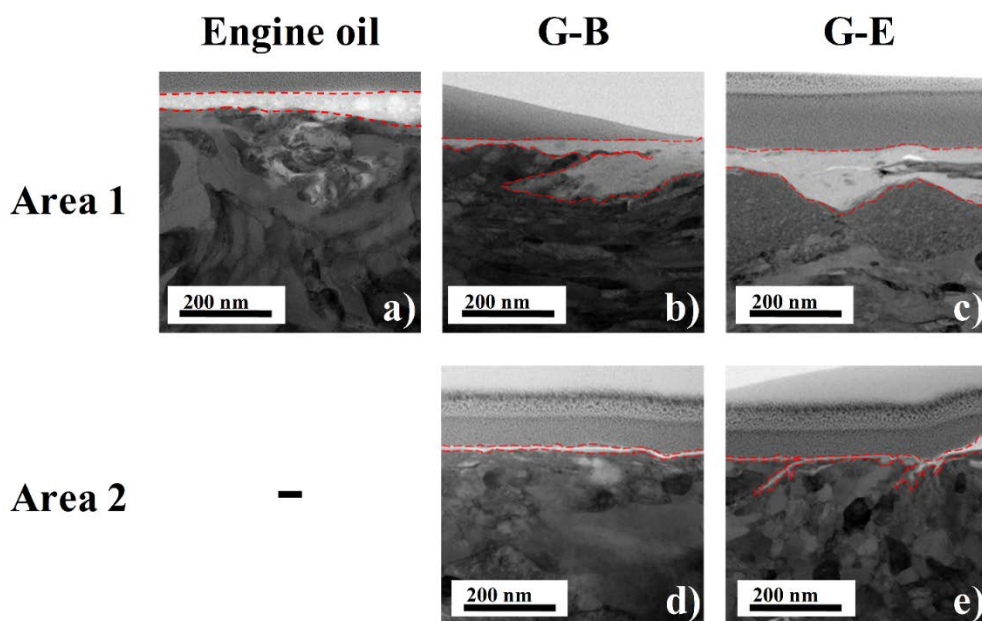 Engine oil G-B G-E
Area 1
200 nm a) 200 nm b) 200 nm c)
Area 2 -
200 nm d) 200 nm e)